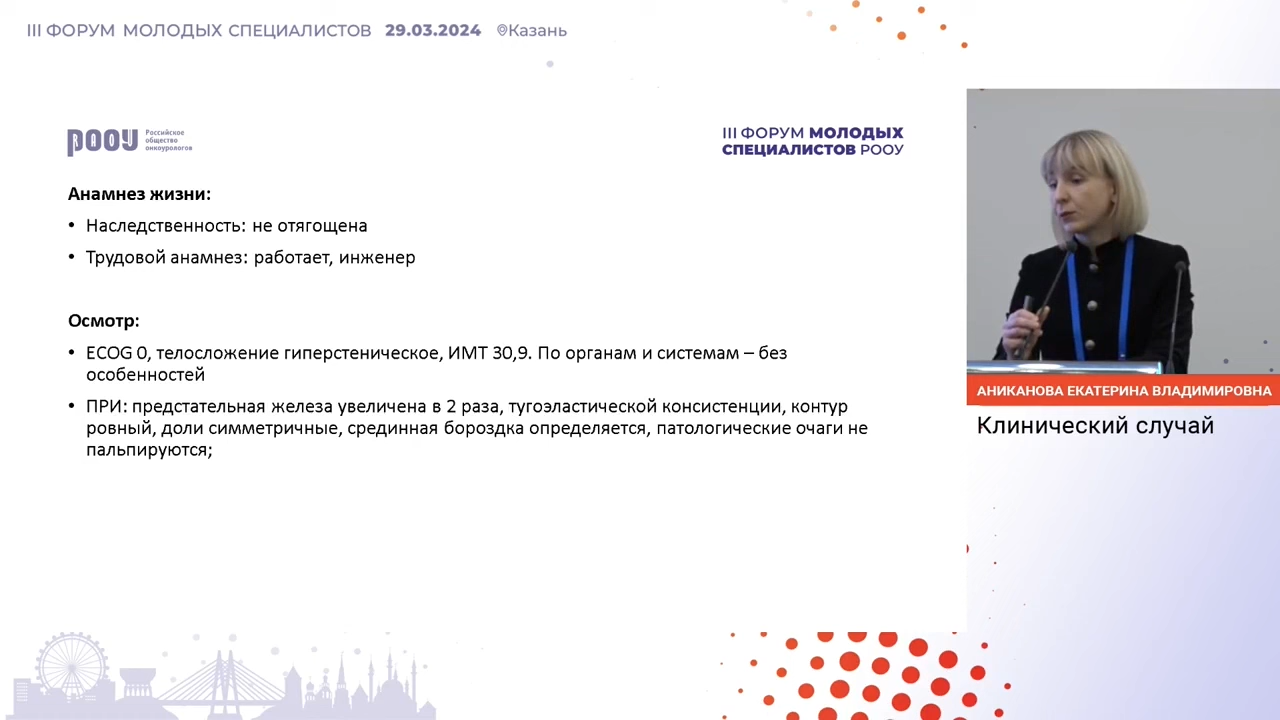 III ФОРУМ МОЛОДЫХ СПЕЦИАЛИСТОВ 29.03.2024 Казань
РООУ
Российское
общество
онкоурологов
III ФОРУМ МОЛОДЫХ
СПЕЦИАЛИСТОВ РООУ
Анамнез жизни:
• Наследственность: не отягощена
• Трудовой анамнез: работает, инженер
Осмотр:
• ECOG 0, телосложение гиперстеническое, ИМТ 30,9. По органам и системам – без
особенностей
• ПРИ: предстательная железа увеличена в 2 раза, тугоэластической консистенции, контур
ровный, доли симметричные, срединная бороздка определяется, патологические очаги не
пальпируются;
АНИКАНОВА ЕКАТЕРИНА ВЛАДИМИРОВНА
Клинический случай